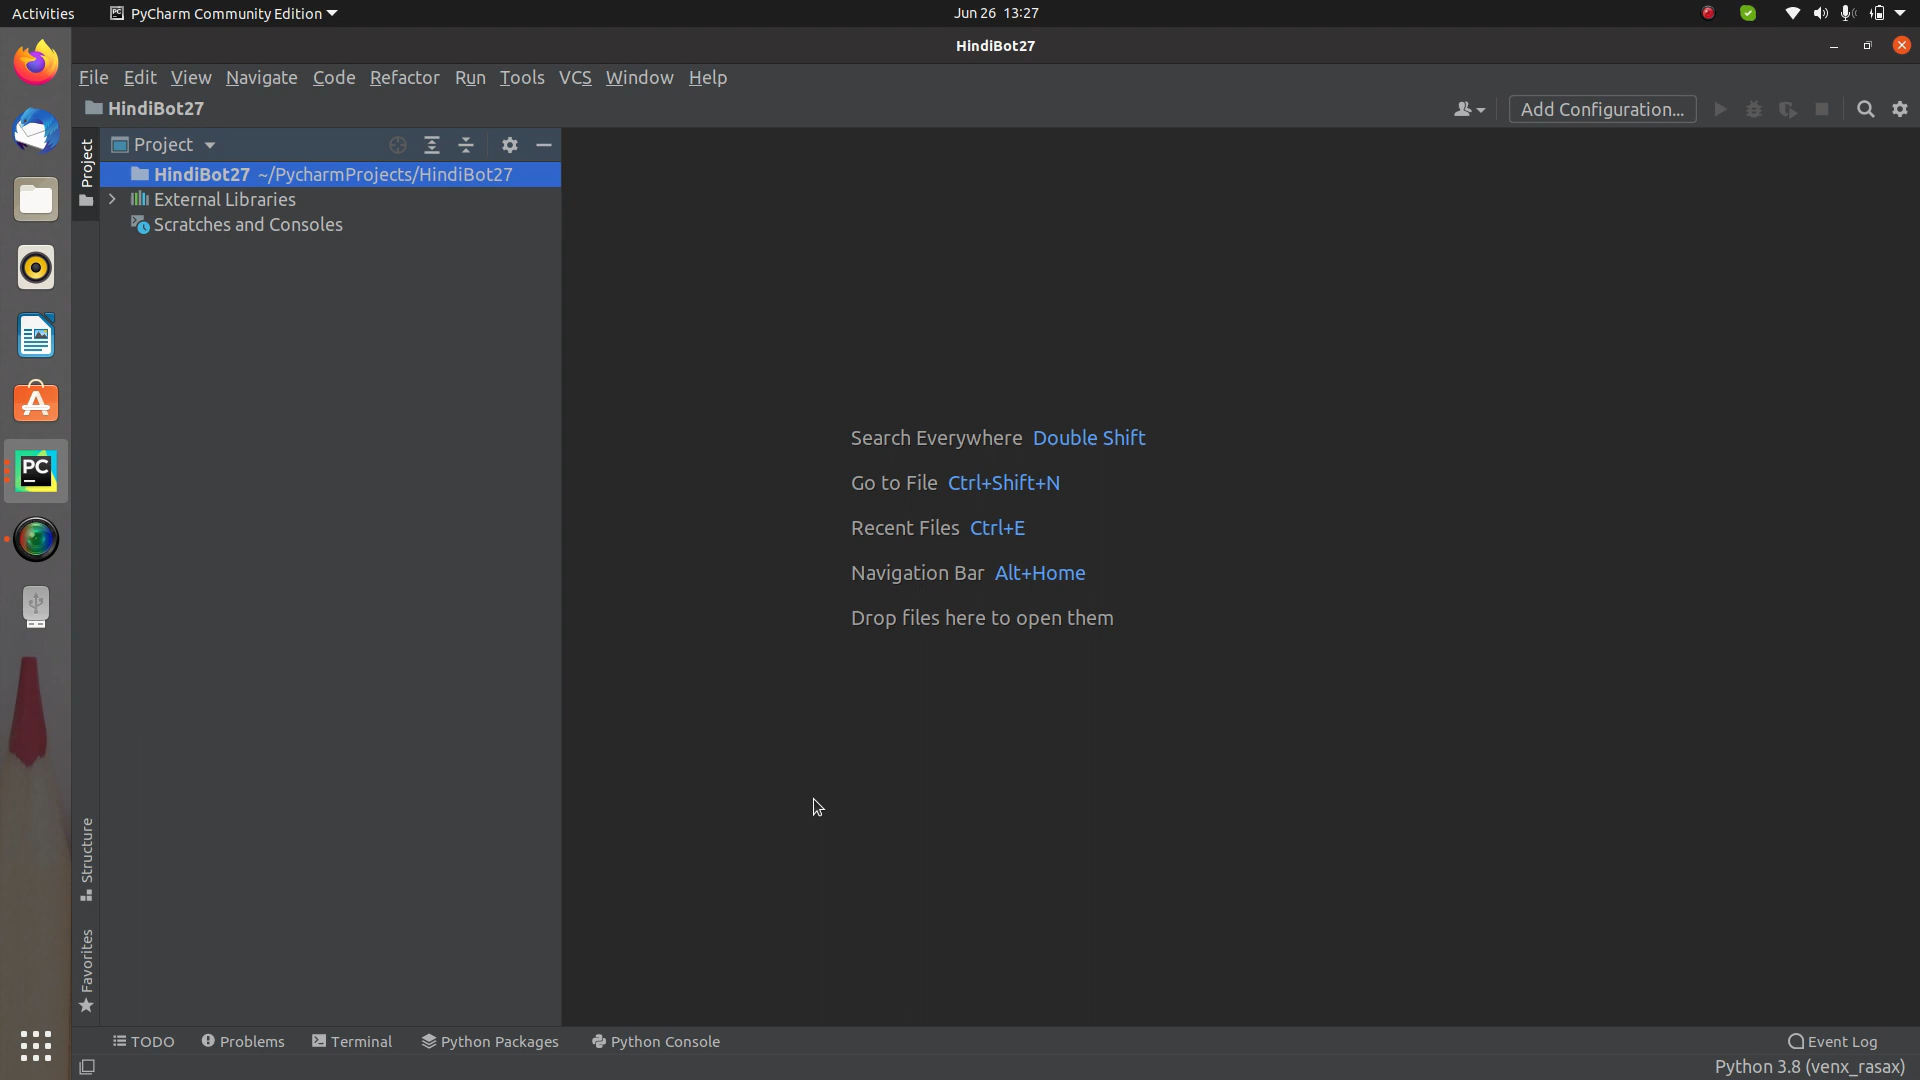 Activities
PyCharm Community Edition
Jun 26 13:27
HindiBot27
File Edit View Navigate Code Refactor Run Tools VCS Window Help
HindiBot27
Add Configuration...
Project
Project
HindiBot27 ~/PycharmProjects/HindiBot27
External Libraries
Scratches and Consoles
Search Everywhere Double Shift
Go to File Ctrl+Shift+N
Recent Files Ctrl+E
Navigation Bar Alt+Home
Drop files here to open them
PC
Structure
Favorites
TODO Problems Terminal Python Packages Python Console Event Log
Python 3.8 (venx_rasax)